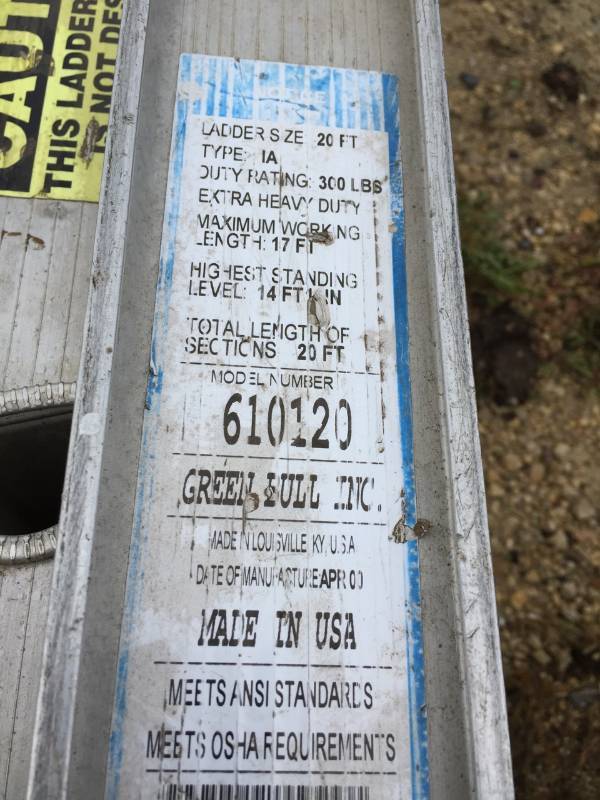 CAUT
THIS LADDER
IS NOT DES
LADDER SIZE 20 FT
TYPE: IA
DUTY RATING: 300 LBS
EXTRA HEAVY DUTY
MAXIMUM WORKING
LENGTH: 17 FT
HIGHEST STANDING
LEVEL: 14 FT IN
TOTAL LENGTH OF
SECTIONS 20 FT
MODEL NUMBER
610120
GREEN BULL INC.
MADE IN LOUISVILLE KY, U.S.A
DATE OF MANUFACTURE APR 00
MADE IN USA
MEETS ANSI STANDARDS
MEETS OSHA REQUIREMENTS